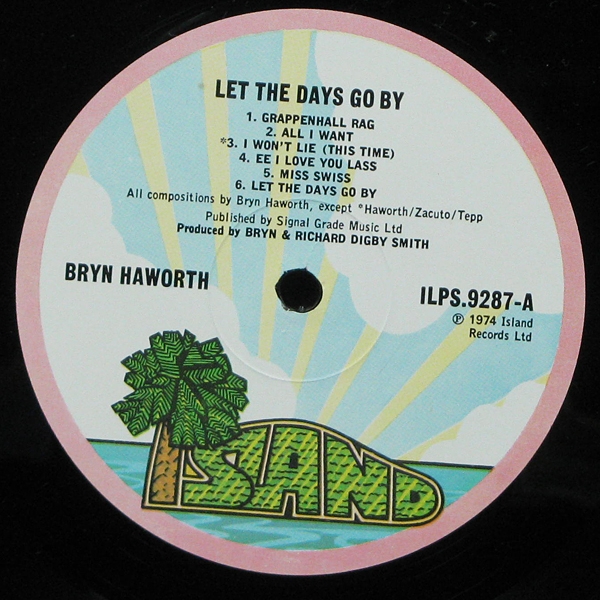 LET THE DAYS GO BY
1. GRAPPENHALL RAG
2. ALL I WANT
*3. I WON'T LIE (THIS TIME)
4. EE I LOVE YOU LASS
5. MISS SWISS
6. LET THE DAYS GO BY
All compositions by Bryn Haworth, except *Haworth/Zacuto/Tepp
Published by Signal Grade Music Ltd
Produced by BRYN & RICHARD DIGBY SMITH
BRYN HAWORTH
ILPS.9287-A
℗ 1974 Island
Records Ltd
ISLAND